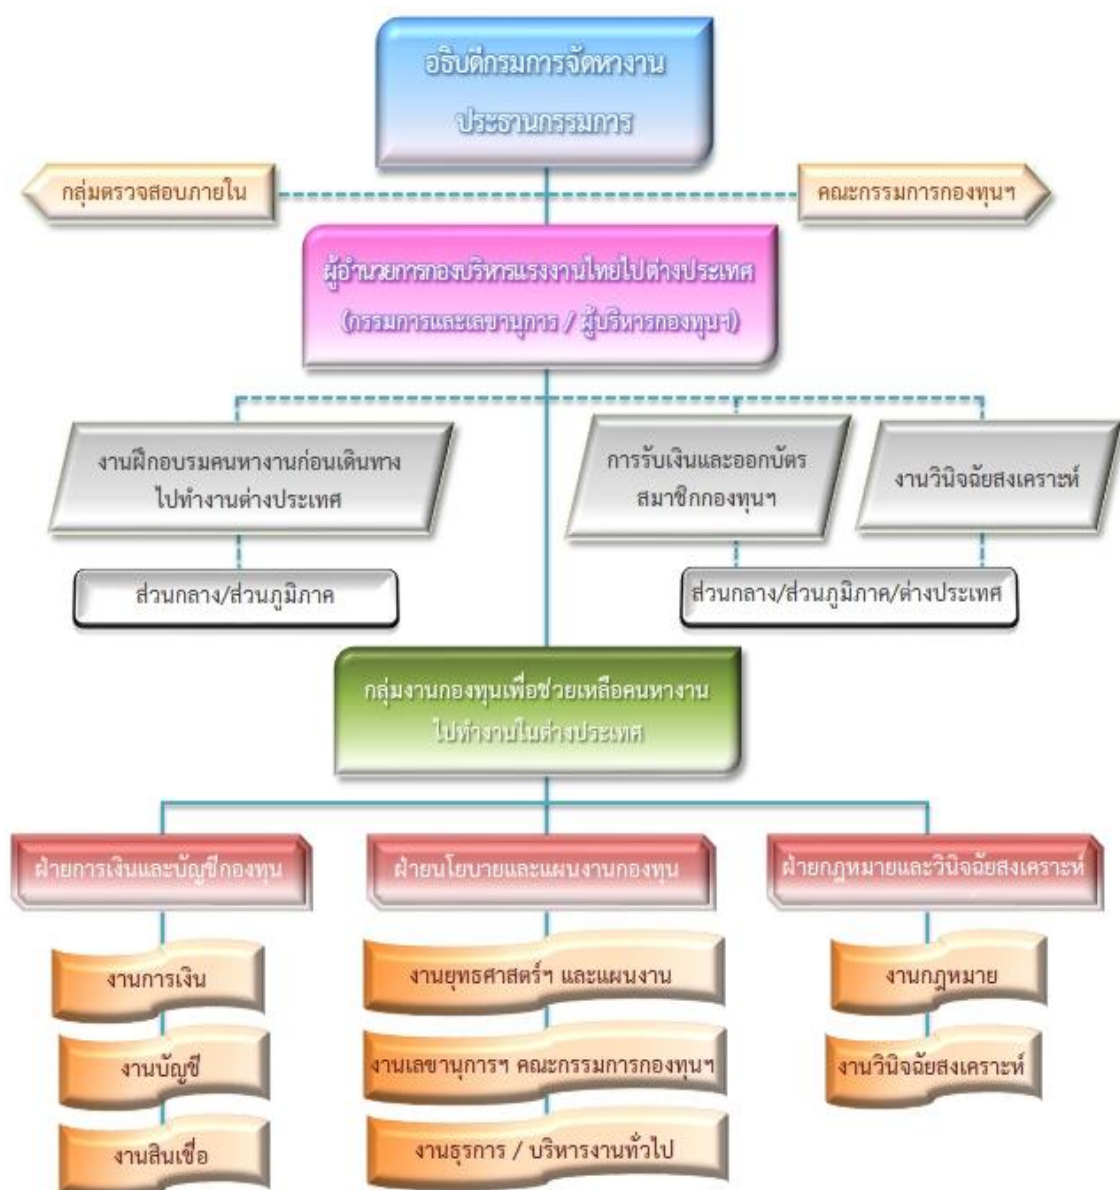 อธิบดีกรมการจัดหางาน
ประธานกรรมการ
กลุ่มตรวจสอบภายใน
คณะกรรมการกองทุนฯ
ผู้อำนวยการกองบริหารแรงงานไทยไปต่างประเทศ
(กรรมการและเลขานุการ / ผู้บริหารกองทุนฯ)
งานฝึกอบรมคนหางานก่อนเดินทาง
ไปทำงานต่างประเทศ
การรับเงินและออกบัตร
สมาชิกกองทุนฯ
งานวินิจฉัยสงเคราะห์
ส่วนกลาง/ส่วนภูมิภาค
ส่วนกลาง/ส่วนภูมิภาค/ต่างประเทศ
กลุ่มงานกองทุนเพื่อช่วยเหลือคนหางาน
ไปทำงานในต่างประเทศ
ฝ่ายการเงินและบัญชีกองทุน
ฝ่ายนโยบายและแผนงานกองทุน
ฝ่ายกฎหมายและวินิจฉัยสงเคราะห์
งานการเงิน
งานยุทธศาสตร์ฯ และแผนงาน
งานกฎหมาย
งานบัญชี
งานเลขานุการฯ คณะกรรมการกองทุนฯ
งานวินิจฉัยสงเคราะห์
งานสินเชื่อ
งานธุรการ / บริหารงานทั่วไป